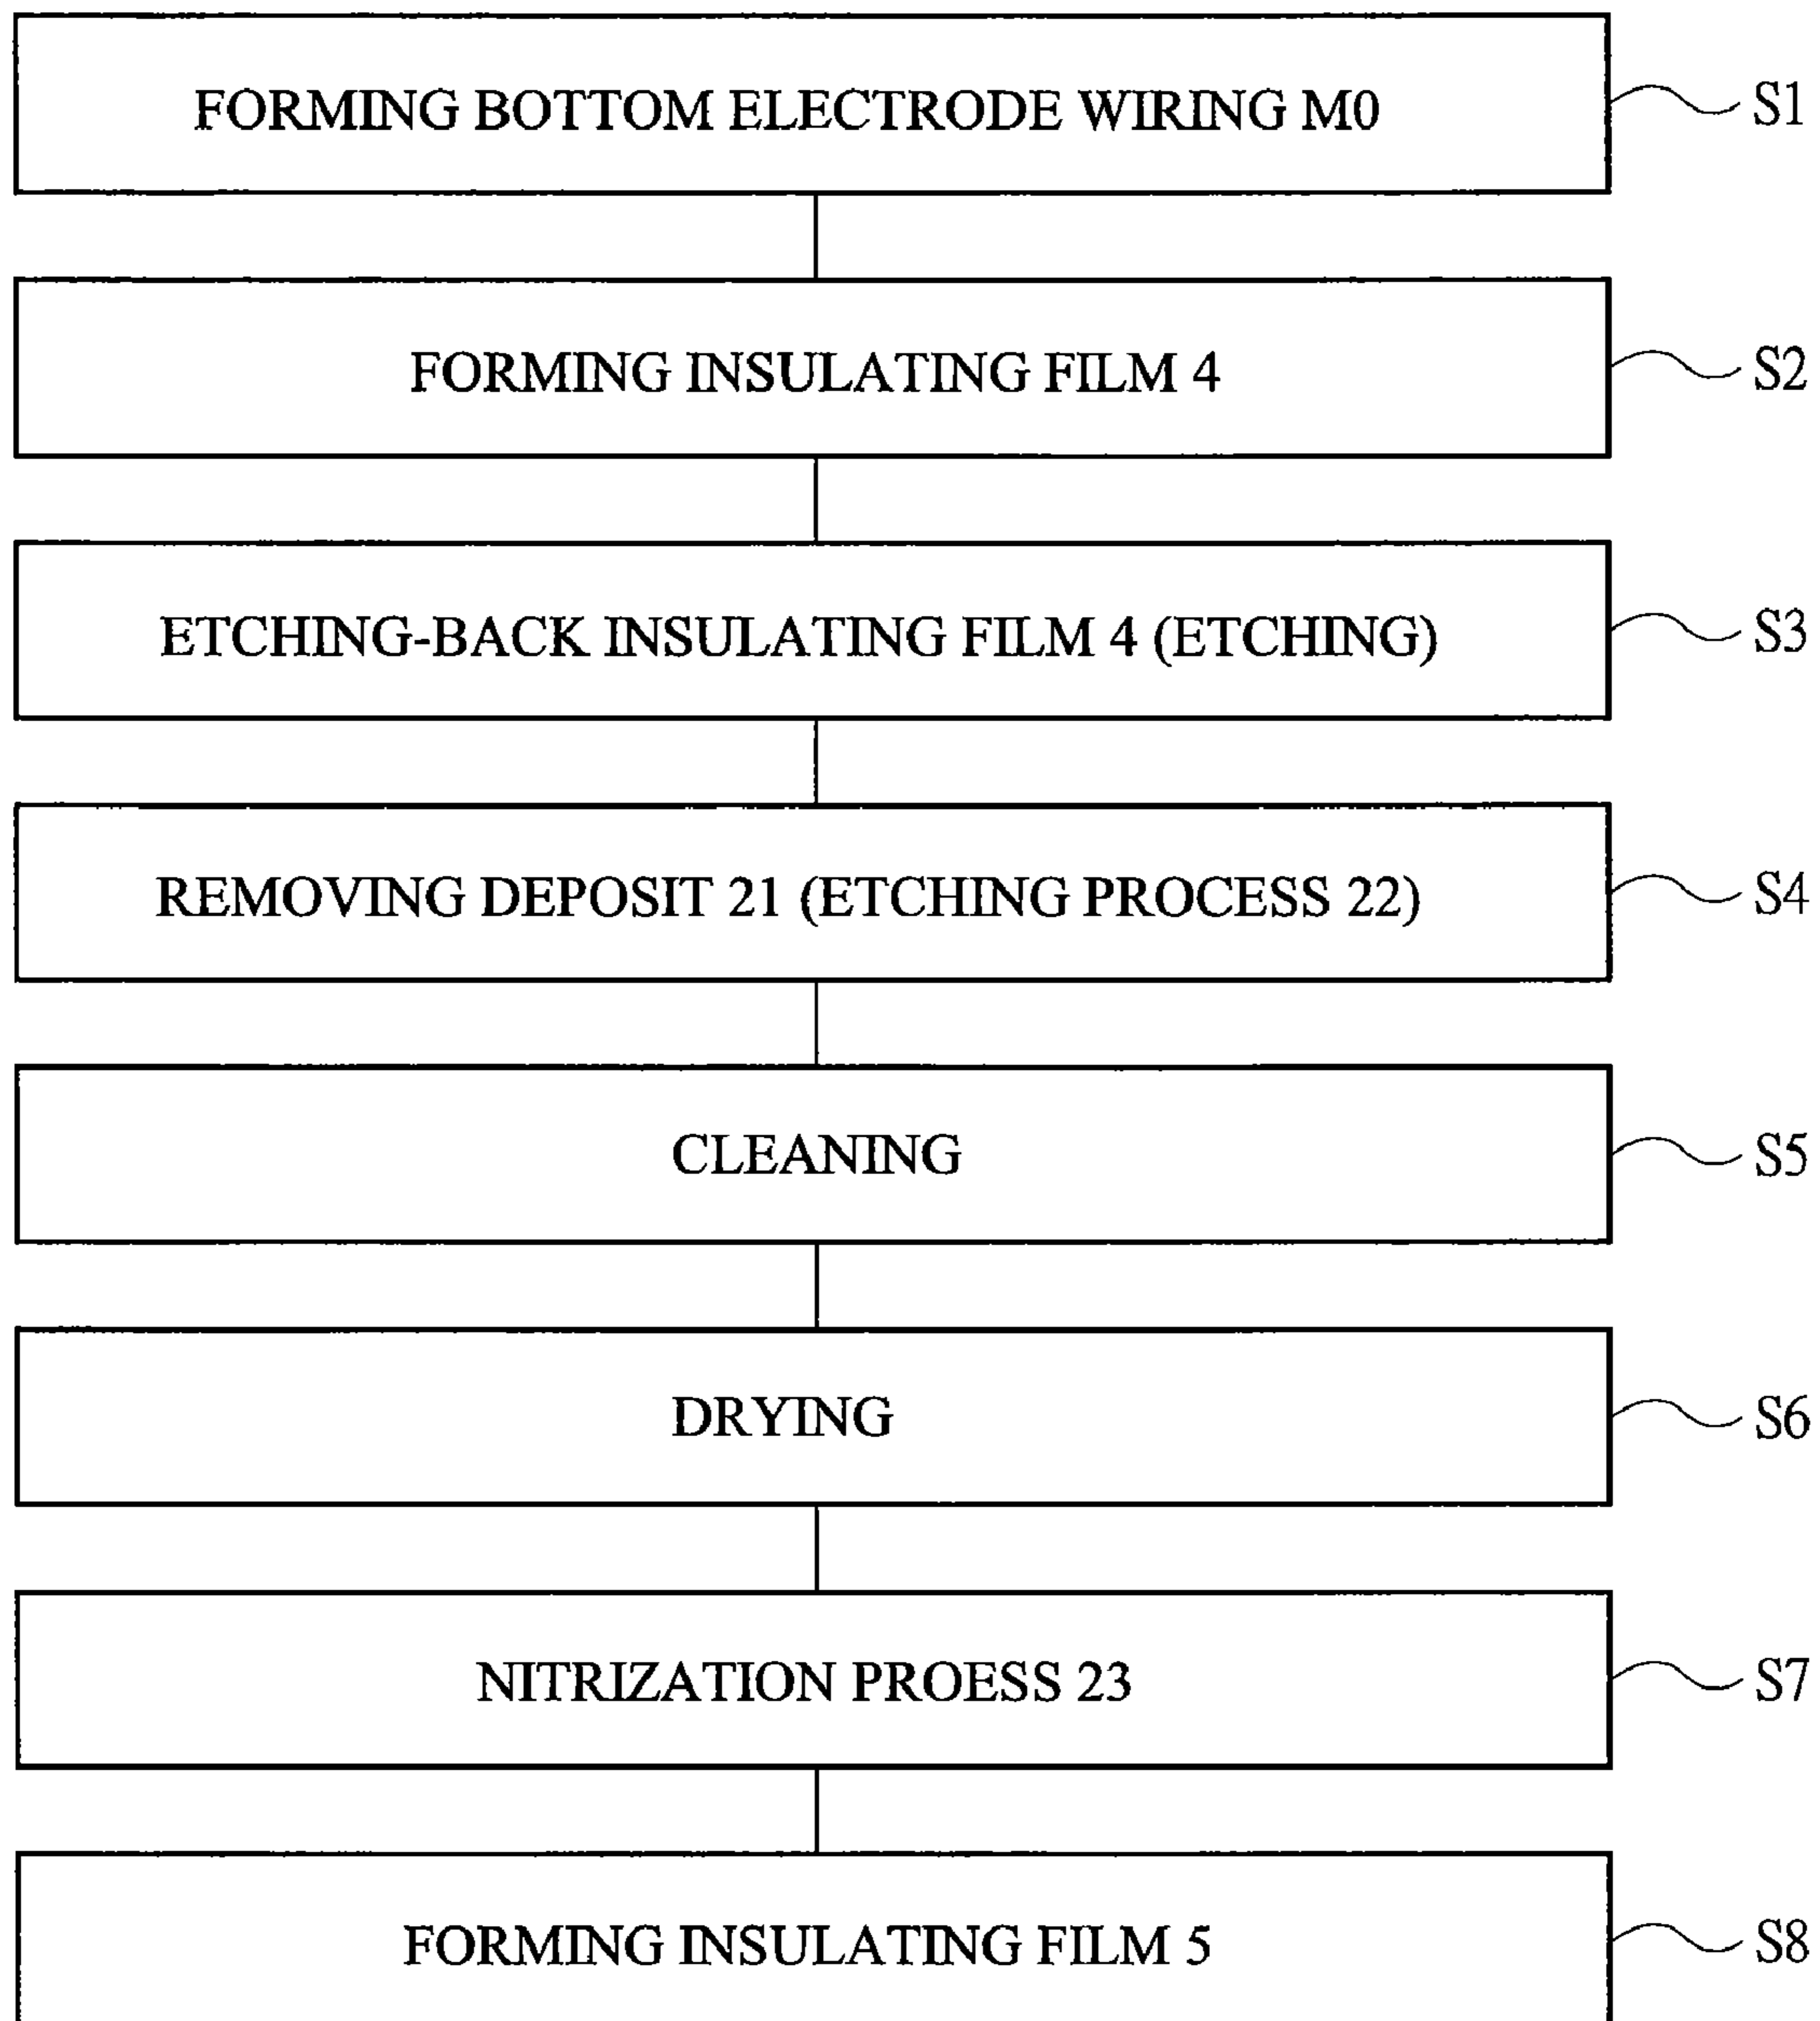 FORMING BOTTOM ELECTRODE WIRING M0 S1
FORMING INSULATING FILM 4 S2
ETCHING-BACK INSULATING FILM 4 (ETCHING) S3
REMOVING DEPOSIT 21 (ETCHING PROCESS 22) S4
CLEANING S5
DRYING S6
NITRIZATION PROESS 23 S7
FORMING INSULATING FILM 5 S8